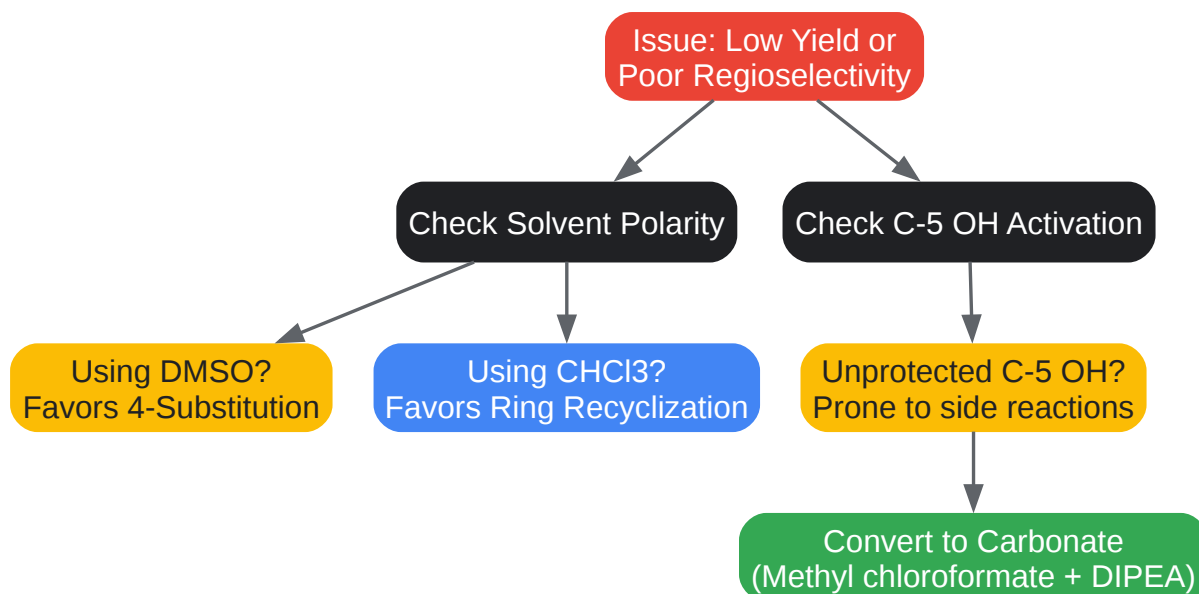 Issue: Low Yield or
Poor Regioselectivity
Check Solvent Polarity
Check C-5 OH Activation
Using DMSO?
Favors 4-Substitution
Using CHCl3?
Favors Ring Recyclization
Unprotected C-5 OH?
Prone to side reactions
Convert to Carbonate
(Methyl chloroformate + DIPEA)